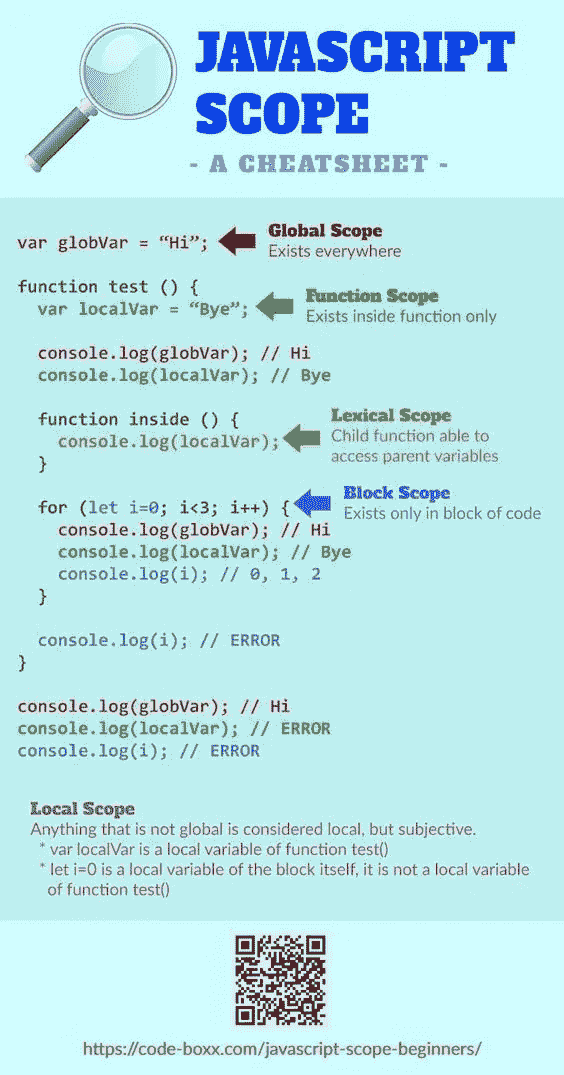 JAVASCRIPT
SCOPE
- A CHEATSHEET -
var globVar = “Hi”;
Global Scope
Exists everywhere
function test () {
var localVar = “Bye”;
Function Scope
Exists inside function only
console.log(globVar); // Hi
console.log(localVar); // Bye
function inside () {
console.log(localVar);
}
Lexical Scope
Child function able to
access parent variables
for (let i=0; i<3; i++) {
Block Scope
Exists only in block of code
console.log(globVar); // Hi
console.log(localVar); // Bye
console.log(i); // 0, 1, 2
}
console.log(i); // ERROR
}
console.log(globVar); // Hi
console.log(localVar); // ERROR
console.log(i); // ERROR
Local Scope
Anything that is not global is considered local, but subjective.
* var localVar is a local variable of function test()
* let i=0 is a local variable of the block itself, it is not a local variable
of function test()
https://code-boxx.com/javascript-scope-beginners/